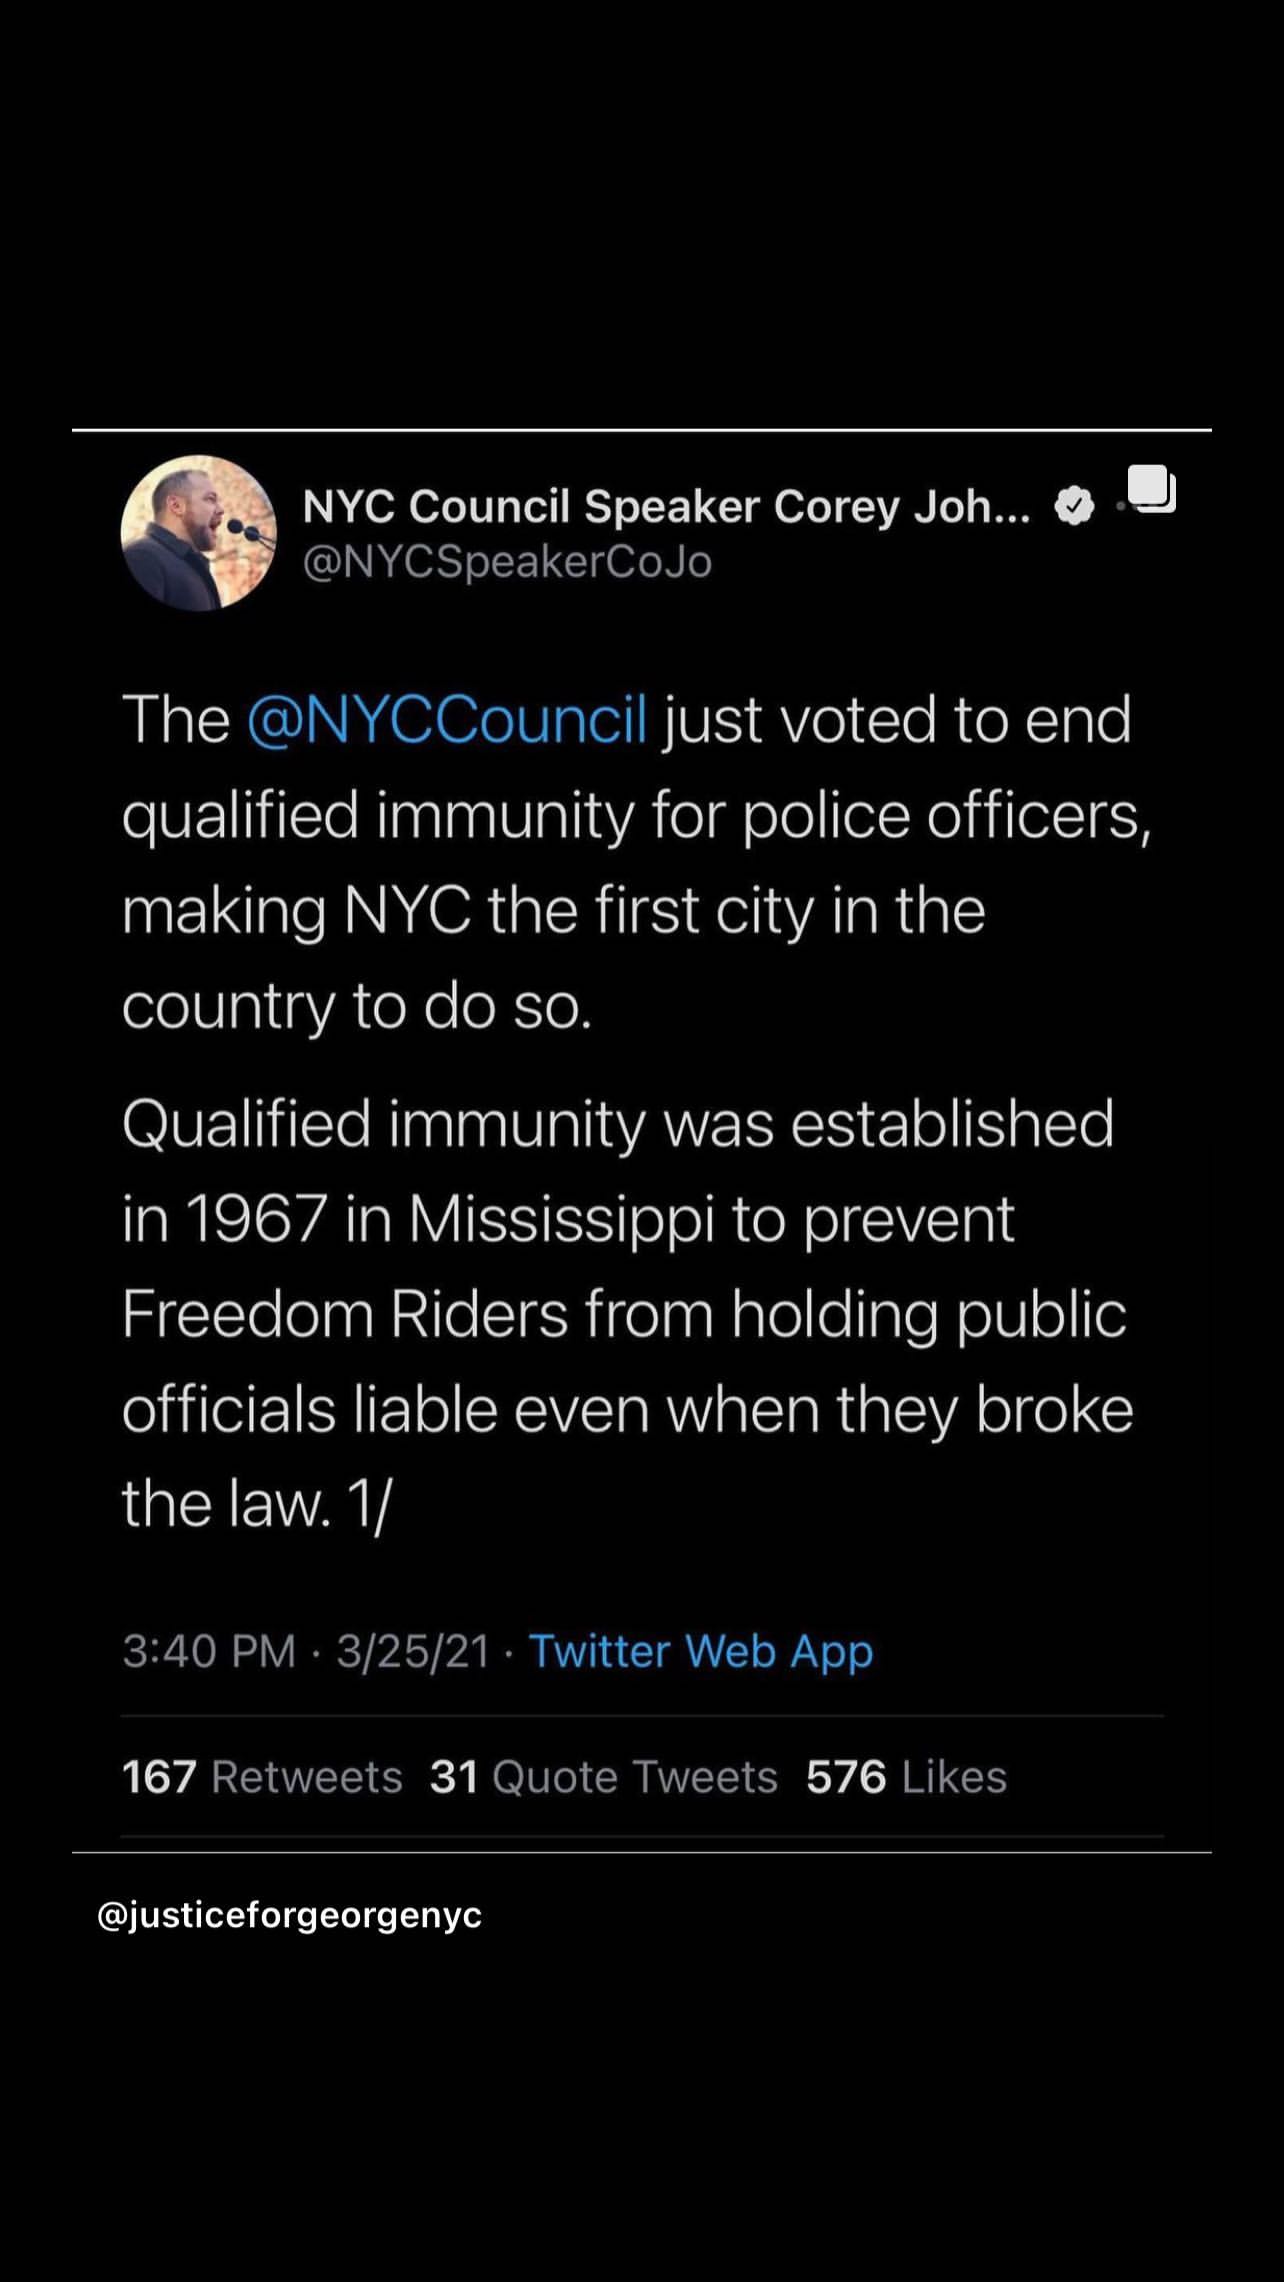 NYC Council Speaker Corey Joh...
@NYCSpeakerCoJo
The @NYCCouncil just voted to end
qualified immunity for police officers,
making NYC the first city in the
country to do so.
Qualified immunity was established
in 1967 in Mississippi to prevent
Freedom Riders from holding public
officials liable even when they broke
the law. 1/
3:40 PM · 3/25/21 · Twitter Web App
167 Retweets 31 Quote Tweets 576 Likes
@justiceforgeorgenyc